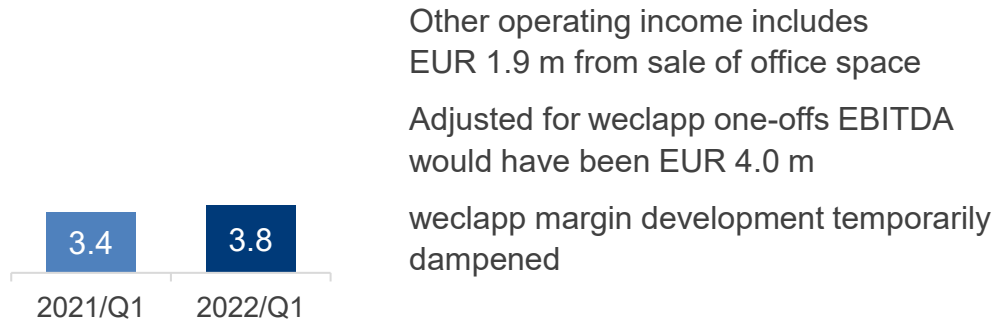 Other operating income includes
EUR 1.9 m from sale of office space
Adjusted for weclapp one-offs EBITDA
would have been EUR 4.0 m
weclapp margin development temporarily
dampened
3.4
3.8
2021/Q1
2022/Q1